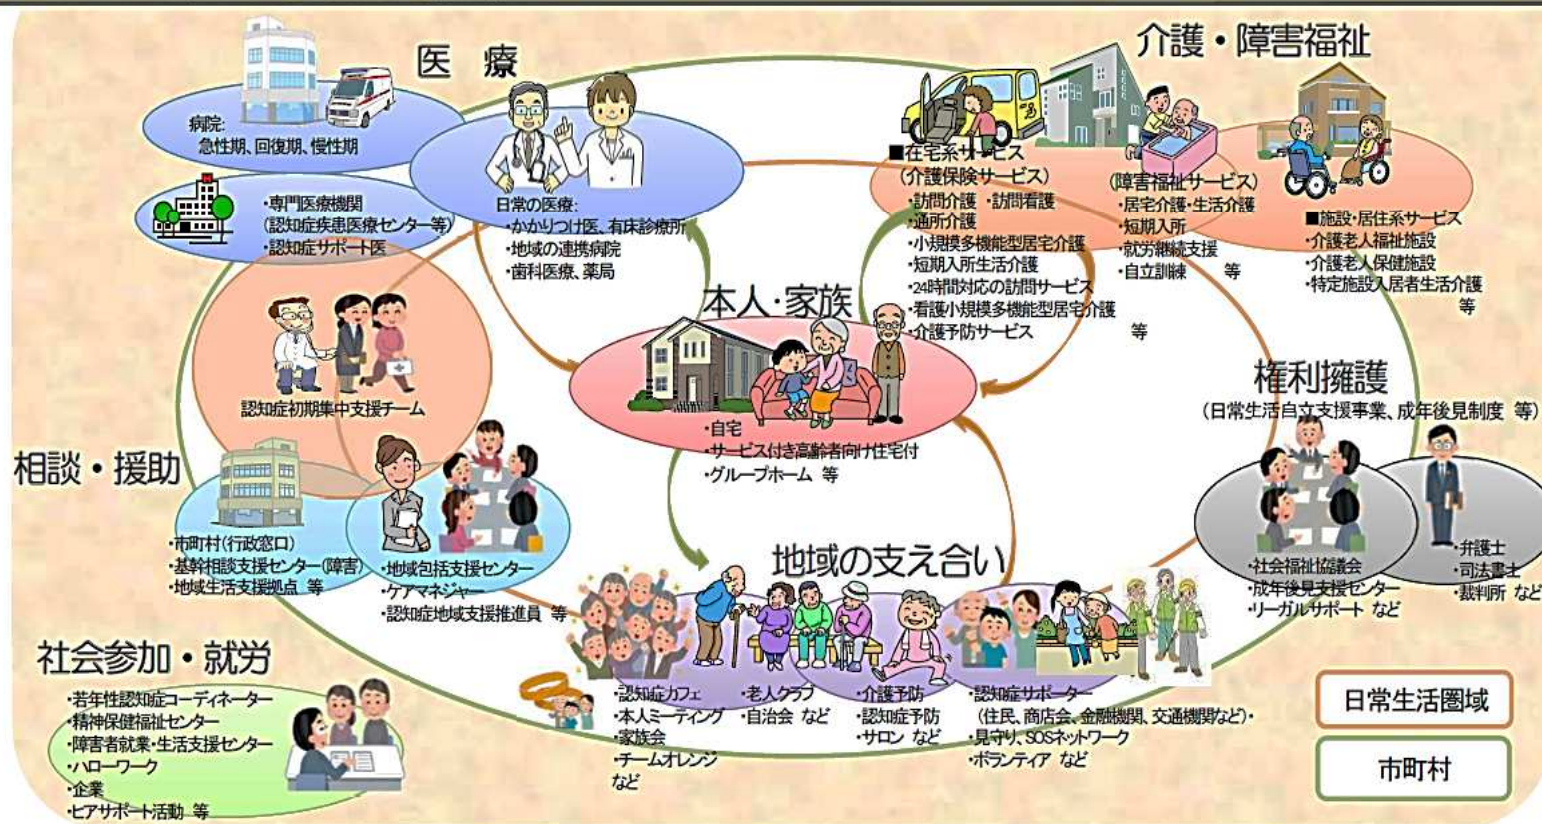 医 療
病院:
急性期、回復期、慢性期
・専門医療機関
(認知症疾患医療センター等)
・認知症サポート医
日常の医療:
・かかりつけ医、有床診療所
・地域の連携病院
・歯科医療、薬局
介護・障害福祉
■在宅系サービス
(介護保険サービス)
・訪問介護 ・訪問看護
・通所介護
・小規模多機能型居宅介護
・短期入所生活介護
・24時間対応の訪問サービス
・看護小規模多機能型居宅介護
・介護予防サービス 等
(障害福祉サービス)
・居宅介護・生活介護
・短期入所
・就労継続支援
・自立訓練 等
■施設・居住系サービス
・介護老人福祉施設
・介護老人保健施設
・特定施設入居者生活介護
等
本人・家族
・自宅
・サービス付き高齢者向け住宅付
・グループホーム 等
認知症初期集中支援チーム
相談・援助
・市町村(行政窓口)
・基幹相談支援センター(障害)
・地域生活支援拠点 等
・地域包括支援センター
・ケアマネジャー
・認知症地域支援推進員 等
権利擁護
(日常生活自立支援事業、成年後見制度 等)
・社会福祉協議会
・成年後見支援センター
・リーガルサポート など
・弁護士
・司法書士
・裁判所 など
地域の支え合い
・認知症カフェ
・本人ミーティング
・家族会
・チームオレンジ
など
・老人クラブ
・自治会 など
・介護予防
・認知症予防
・サロン など
・認知症サポーター
(住民、商店会、金融機関、交通機関など)・
・見守り、SOSネットワーク
・ボランティア など
社会参加・就労
・若年性認知症コーディネーター
・精神保健福祉センター
・障害者就業・生活支援センター
・ハローワーク
・企業
・ピアサポート活動 等
日常生活圏域
市町村